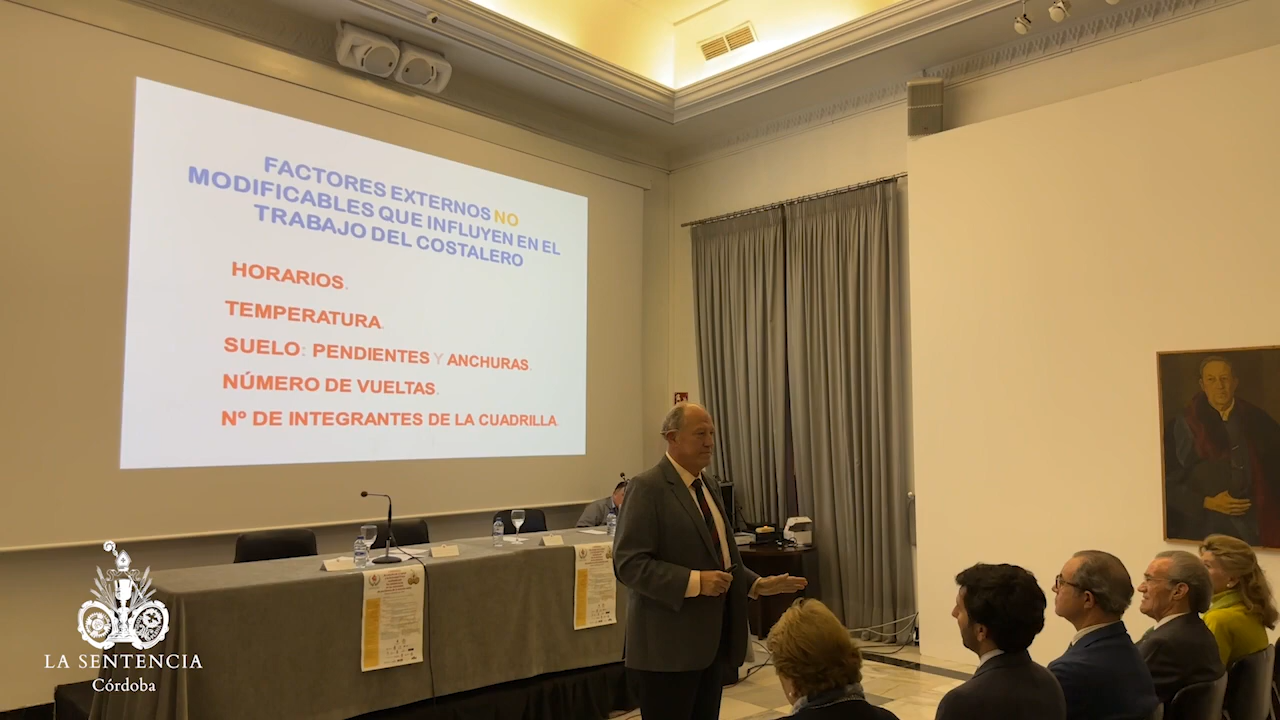 FACTORES EXTERNOS NO
MODIFICABLES QUE INFLUYEN EN EL
TRABAJO DEL COSTALERO
HORARIOS.
TEMPERATURA.
SUELO: PENDIENTES Y ANCHURAS.
NÚMERO DE VUELTAS.
Nº DE INTEGRANTES DE LA CUADRILLA.
LA SENTENCIA
Córdoba